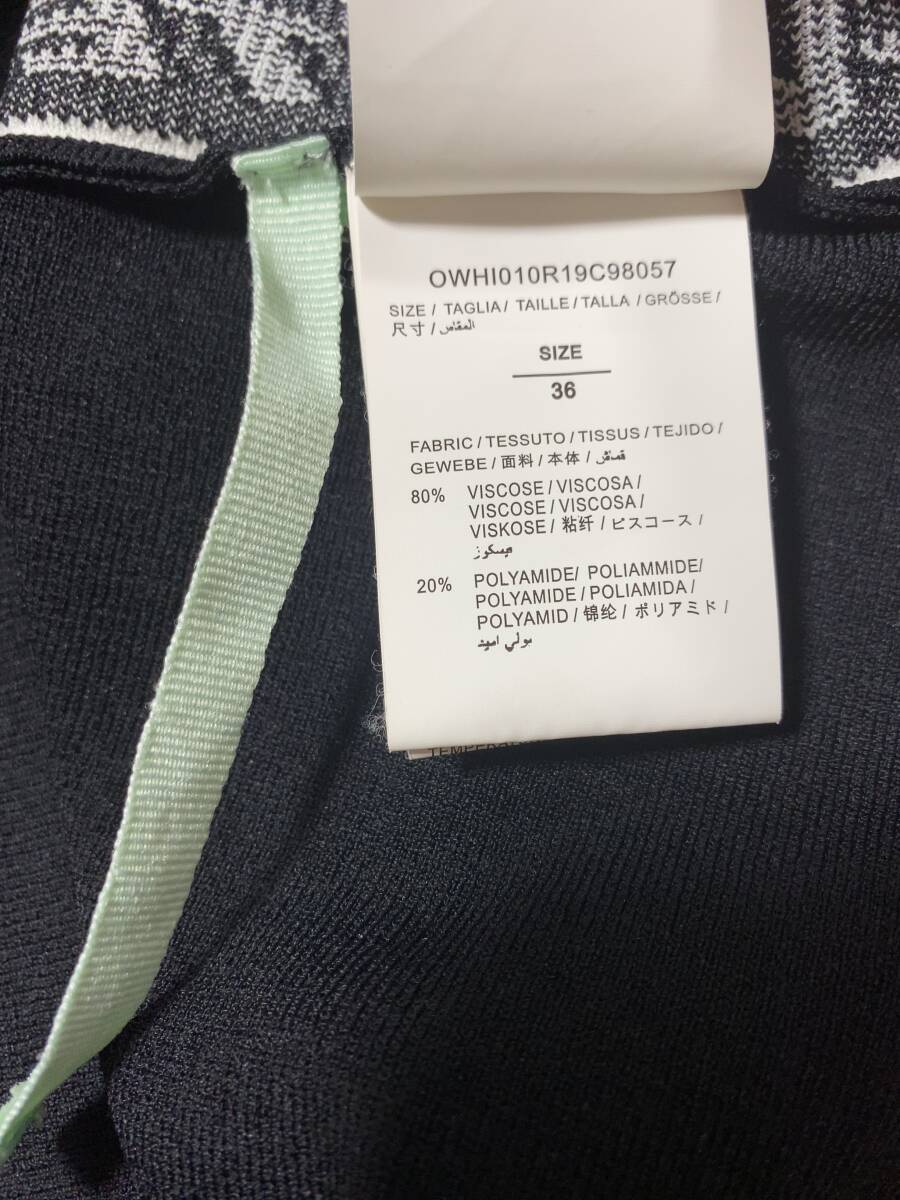 OWHI010R19C98057
SIZE / TAGLIA / TAILLE / TALLA / GRÖSSE /
尺寸 / المقاس
SIZE
36
FABRIC / TESSUTO / TISSUS / TEJIDO /
GEWEBE / 面料 / 本体 / قماش
80% VISCOSE / VISCOSA /
VISCOSE / VISCOSA /
VISKOSE / 粘纤 / ビスコース /
فيسكوز
20% POLYAMIDE/ POLIAMMIDE/
POLYAMIDE / POLIAMIDA /
POLYAMID / 锦纶 / ポリアミド /
بولي اميد